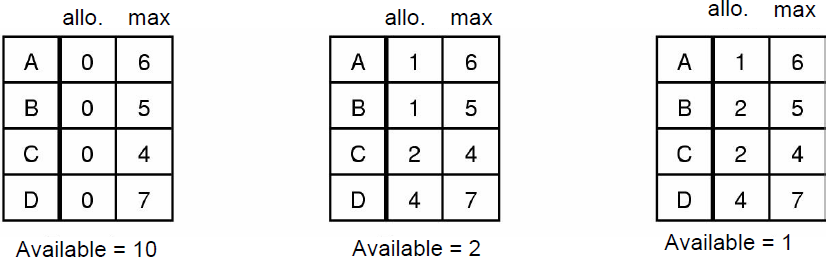 allo. max
A 0 6
B 0 5
C 0 4
D 0 7
Available = 10
allo. max
A 1 6
B 1 5
C 2 4
D 4 7
Available = 2
allo. max
A 1 6
B 2 5
C 2 4
D 4 7
Available = 1